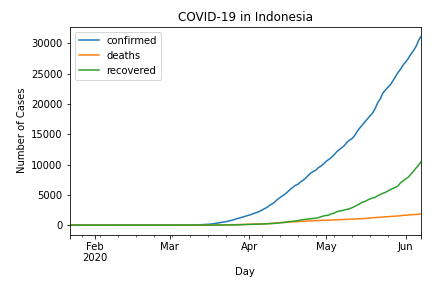 COVID-19 in Indonesia
confirmed
deaths
recovered
Number of Cases
30000
25000
20000
15000
10000
5000
0
Feb
2020
Mar
Apr
May
Jun
Day